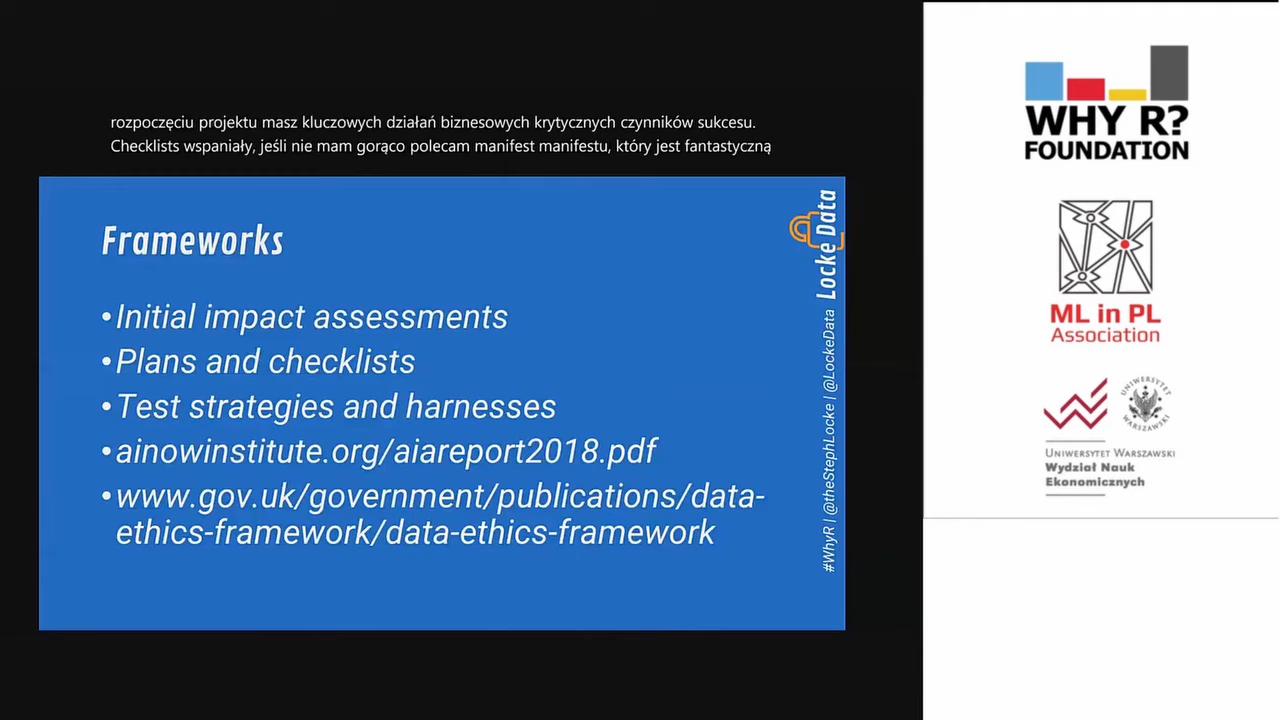 rozpoczęciu projektu masz kluczowych działań biznesowych krytycznych czynników sukcesu.
Checklists wspaniały, jeśli nie mam gorąco polecam manifest manifestu, który jest fantastyczną
Frameworks
•Initial impact assessments
•Plans and checklists
•Test strategies and harnesses
•ainowinstitute.org/aiareport2018.pdf
•www.gov.uk/government/publications/data-
ethics-framework/data-ethics-framework
#WhyR | @theStephLocke | @LockeData Locke Data
WHY R?
FOUNDATION
ML in PL
Association
UNIWERSYTET WARSZAWSKI
UNIWERSYTET WARSZAWSKI
Wydział Nauk
Ekonomicznych